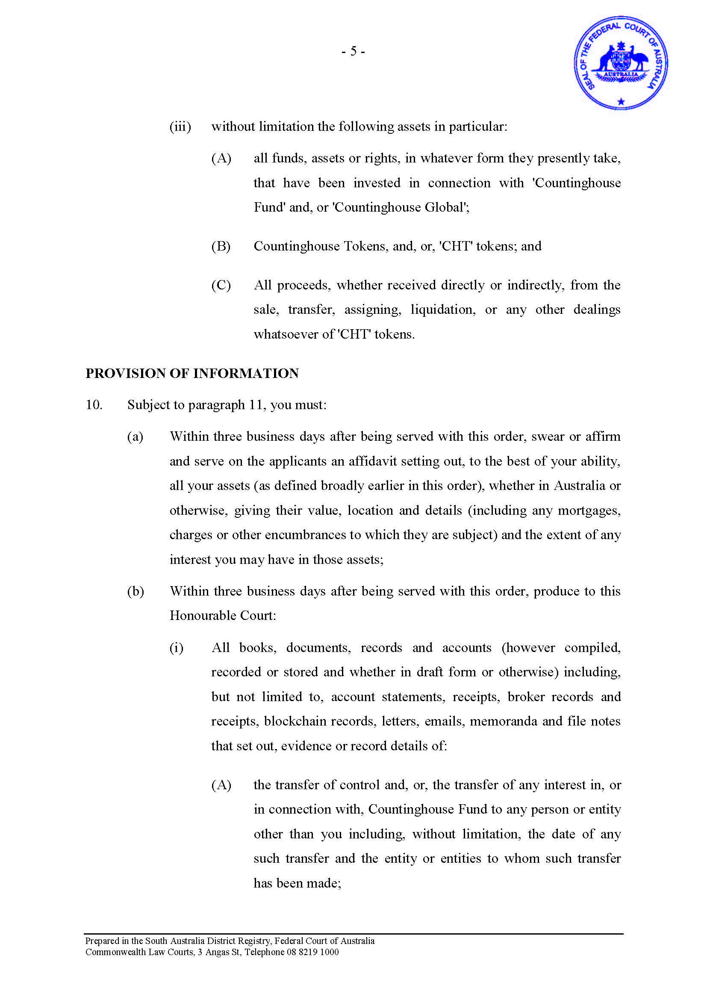 - 5 -
SEAL OF THE FEDERAL COURT OF AUSTRALIA
AUSTRALIA
(iii) without limitation the following assets in particular:
(A) all funds, assets or rights, in whatever form they presently take,
that have been invested in connection with 'Countinghouse
Fund' and, or 'Countinghouse Global';
(B) Countinghouse Tokens, and, or, 'CHT' tokens; and
(C) All proceeds, whether received directly or indirectly, from the
sale, transfer, assigning, liquidation, or any other dealings
whatsoever of 'CHT' tokens.
PROVISION OF INFORMATION
10. Subject to paragraph 11, you must:
(a) Within three business days after being served with this order, swear or affirm
and serve on the applicants an affidavit setting out, to the best of your ability,
all your assets (as defined broadly earlier in this order), whether in Australia or
otherwise, giving their value, location and details (including any mortgages,
charges or other encumbrances to which they are subject) and the extent of any
interest you may have in those assets;
(b) Within three business days after being served with this order, produce to this
Honourable Court:
(i) All books, documents, records and accounts (however compiled,
recorded or stored and whether in draft form or otherwise) including,
but not limited to, account statements, receipts, broker records and
receipts, blockchain records, letters, emails, memoranda and file notes
that set out, evidence or record details of:
(A) the transfer of control and, or, the transfer of any interest in, or
in connection with, Countinghouse Fund to any person or entity
other than you including, without limitation, the date of any
such transfer and the entity or entities to whom such transfer
has been made;
Prepared in the South Australia District Registry, Federal Court of Australia
Commonwealth Law Courts, 3 Angas St, Telephone 08 8219 1000